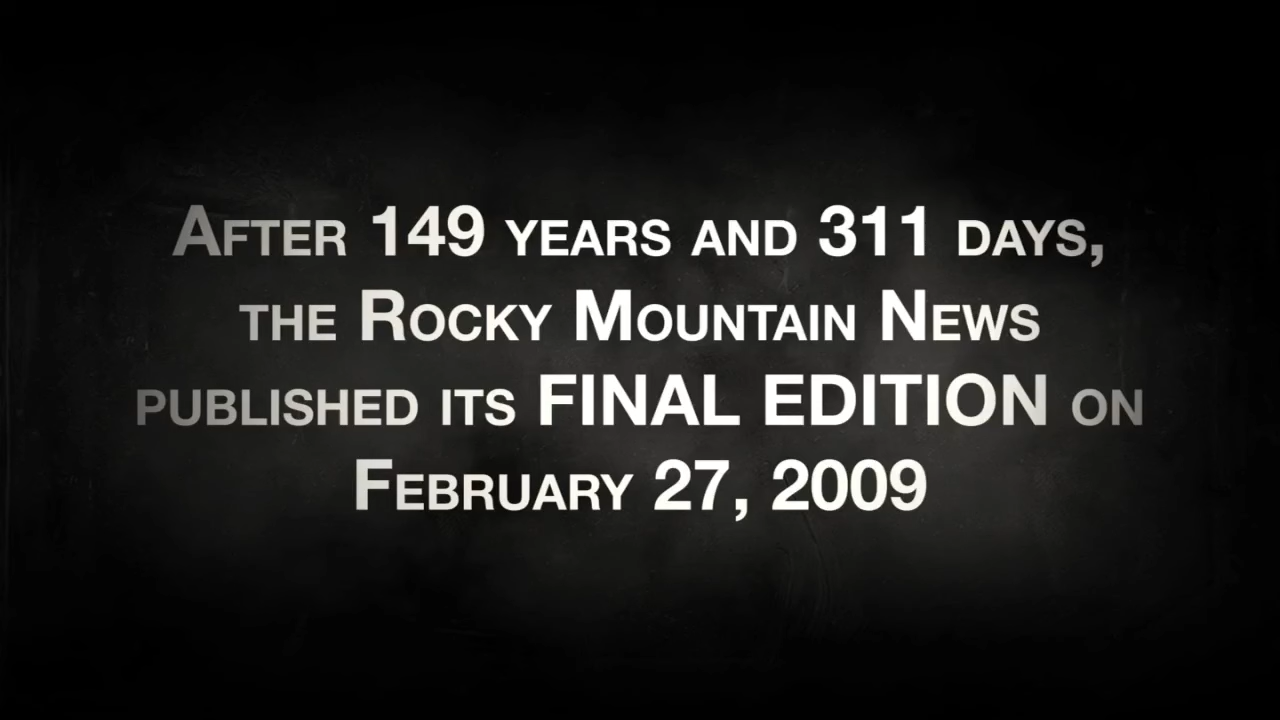 After 149 years and 311 days,
the Rocky Mountain News
published its FINAL EDITION on
February 27, 2009